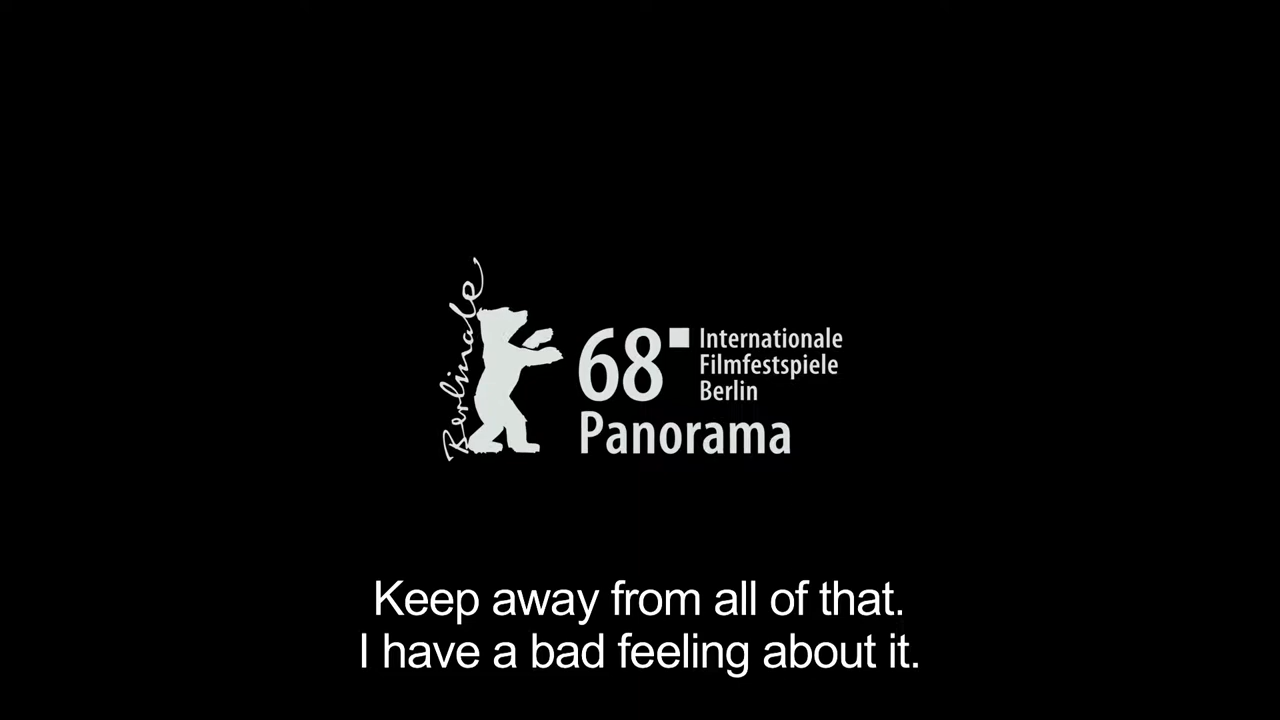 Berlinale
68
Internationale
Filmfestspiele
Berlin
Panorama
Keep away from all of that.
I have a bad feeling about it.